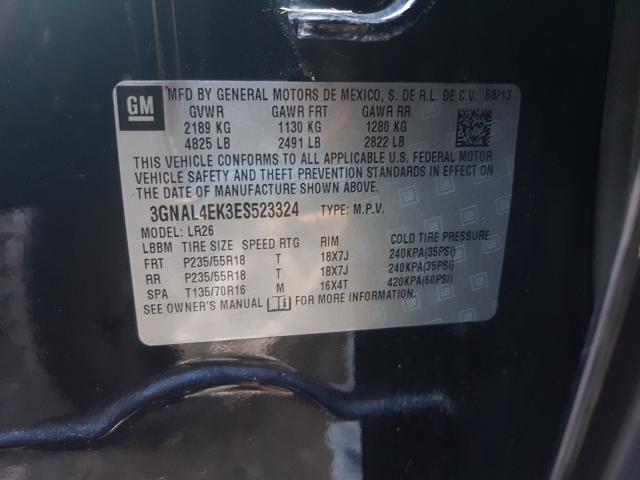 GM
MFD BY GENERAL MOTORS DE MEXICO, S. DE R.L. DE C.V. 08/13
GVWR GAWR FRT GAWR RR
2189 KG 1130 KG 1280 KG
4825 LB 2491 LB 2822 LB
THIS VEHICLE CONFORMS TO ALL APPLICABLE U.S. FEDERAL MOTOR
VEHICLE SAFETY AND THEFT PREVENTION STANDARDS IN EFFECT ON
THE DATE OF MANUFACTURE SHOWN ABOVE.
3GNAL4EK3ES523324 TYPE: M.P.V.
MODEL: LR26
LBBM TIRE SIZE SPEED RTG RIM COLD TIRE PRESSURE
FRT P235/55R18 T 18X7J 240KPA(35PSI)
RR P235/55R18 T 18X7J 240KPA(35PSI)
SPA T135/70R16 M 16X4T 420KPA(60PSI)
SEE OWNER'S MANUAL FOR MORE INFORMATION.